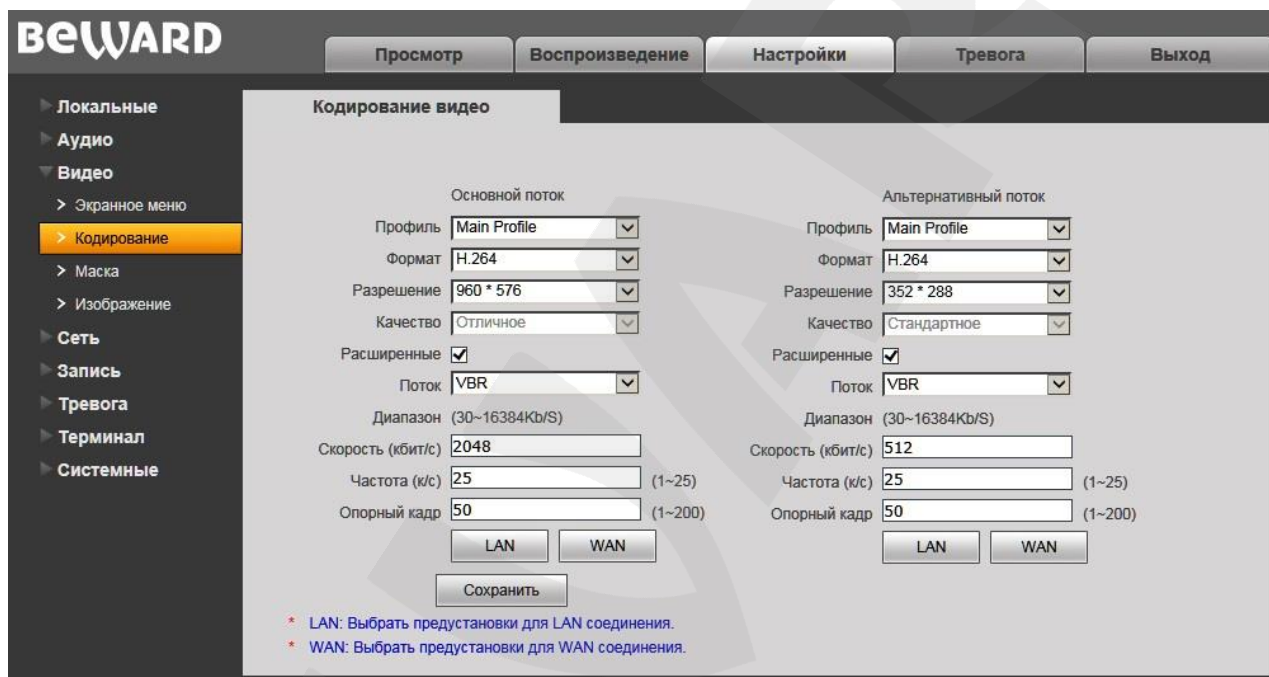 BEWARD
Просмотр Воспроизведение Настройки Тревога Выход
Локальные
Аудио
Видео
> Экранное меню
> Кодирование
> Маска
> Изображение
Сеть
Запись
Тревога
Терминал
Системные
Кодирование видео
Основной поток
Профиль Main Profile
Формат H.264
Разрешение 960 * 576
Качество Отличное
Расширенные
Поток VBR
Диапазон (30~16384Kb/S)
Скорость (кбит/с) 2048
Частота (к/с) 25 (1~25)
Опорный кадр 50 (1~200)
LAN WAN
Альтернативный поток
Профиль Main Profile
Формат H.264
Разрешение 352 * 288
Качество Стандартное
Расширенные
Поток VBR
Диапазон (30~16384Kb/S)
Скорость (кбит/с) 512
Частота (к/с) 25 (1~25)
Опорный кадр 50 (1~200)
LAN WAN
Сохранить
* LAN: Выбрать предустановки для LAN соединения.
* WAN: Выбрать предустановки для WAN соединения.